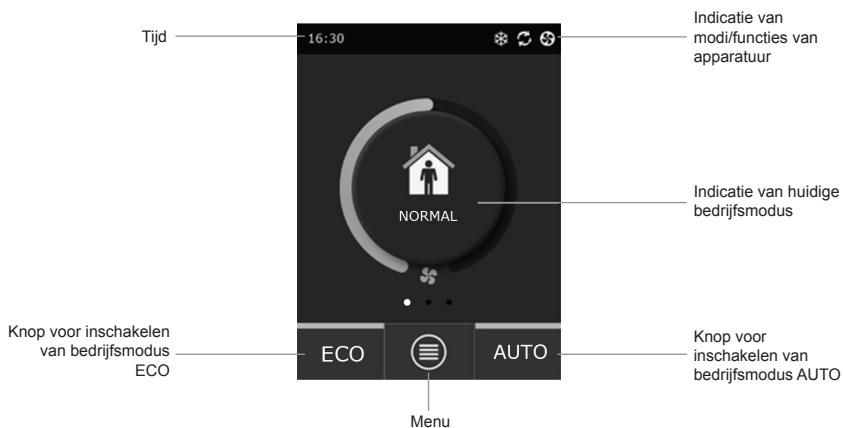 Tijd
16:30
Indicatie van
modi/functies van
apparatuur
NORMAL
Indicatie van huidige
bedrijfsmodus
Knop voor inschakelen
van bedrijfsmodus
ECO
ECO
AUTO
Knop voor
inschakelen van
bedrijfsmodus AUTO
Menu